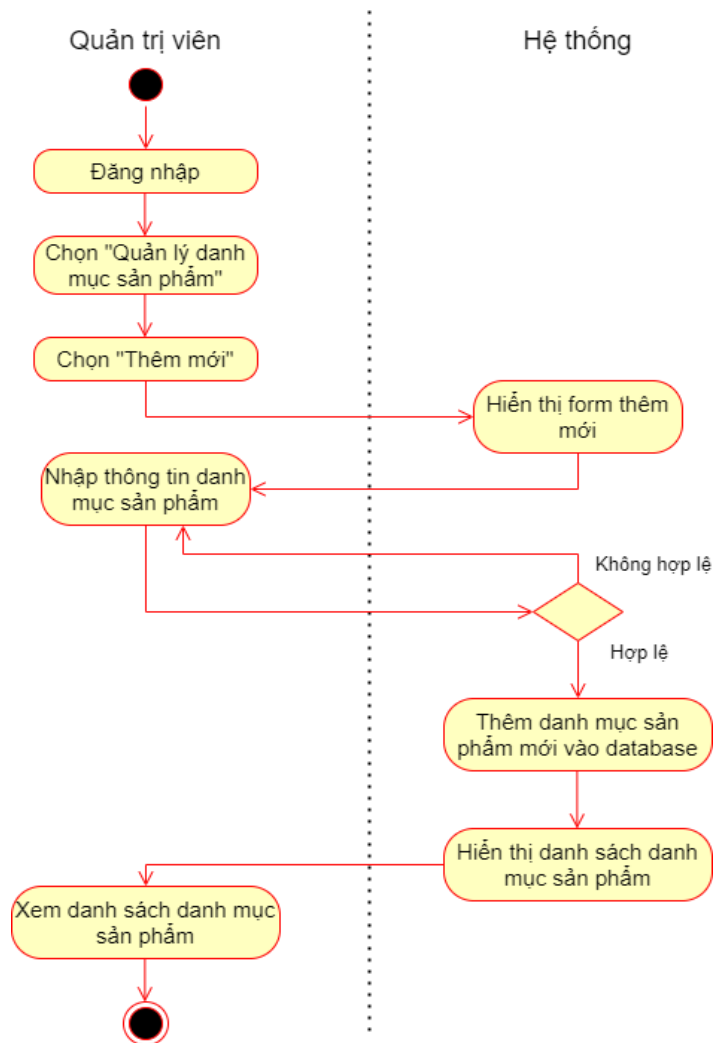 Quản trị viên
Hệ thống
Đăng nhập
Chọn "Quản lý danh
mục sản phẩm"
Chọn "Thêm mới"
Hiển thị form thêm
mới
Nhập thông tin danh
mục sản phẩm
Không hợp lệ
Hợp lệ
Thêm danh mục sản
phẩm mới vào database
Hiển thị danh sách danh
mục sản phẩm
Xem danh sách danh mục
sản phẩm